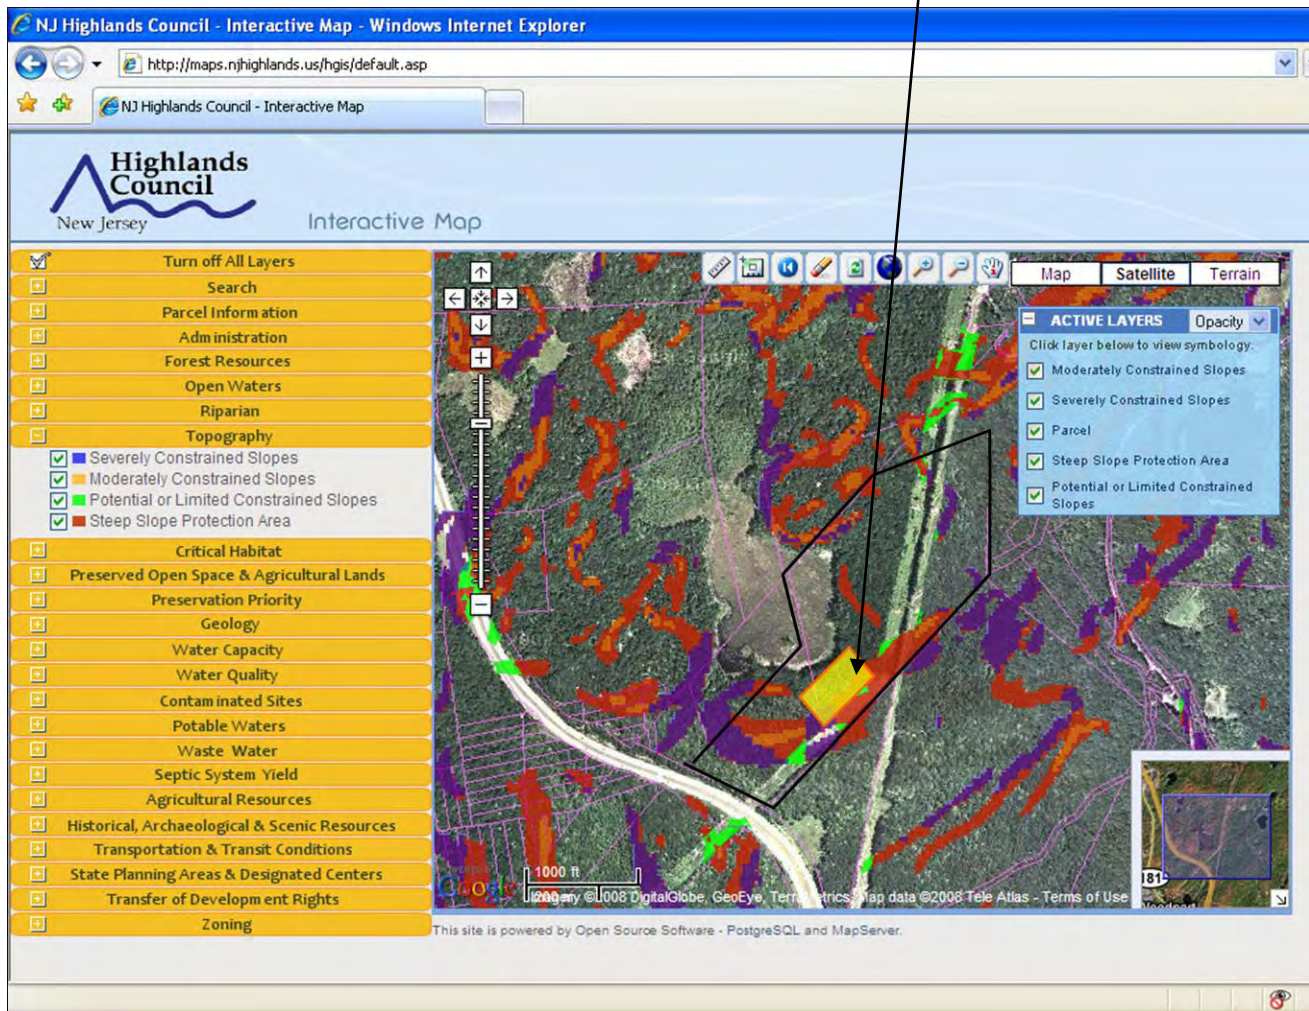 NJ Highlands Council - Interactive Map - Windows Internet Explorer
http://maps.njhighlands.us/hgis/default.asp
NJ Highlands Council - Interactive Map
Highlands
Council
New Jersey
Interactive Map
Turn off All Layers
Search
Parcel Information
Administration
Forest Resources
Open Waters
Riparian
Topography
Severely Constrained Slopes
Moderately Constrained Slopes
Potential or Limited Constrained Slopes
Steep Slope Protection Area
Critical Habitat
Preserved Open Space & Agricultural Lands
Preservation Priority
Geology
Water Capacity
Water Quality
Contaminated Sites
Potable Waters
Waste Water
Septic System Yield
Agricultural Resources
Historical, Archaeological & Scenic Resources
Transportation & Transit Conditions
State Planning Areas & Designated Centers
Transfer of Development Rights
Zoning
Map Satellite Terrain
ACTIVE LAYERS Opacity
Click layer below to view symbology.
Moderately Constrained Slopes
Severely Constrained Slopes
Parcel
Steep Slope Protection Area
Potential or Limited Constrained
Slopes
181
1000 ft
Google
©2008 DigitalGlobe, GeoEye, Map data ©2008 Tele Atlas - Terms of Use
This site is powered by Open Source Software - PostgreSQL and MapServer.